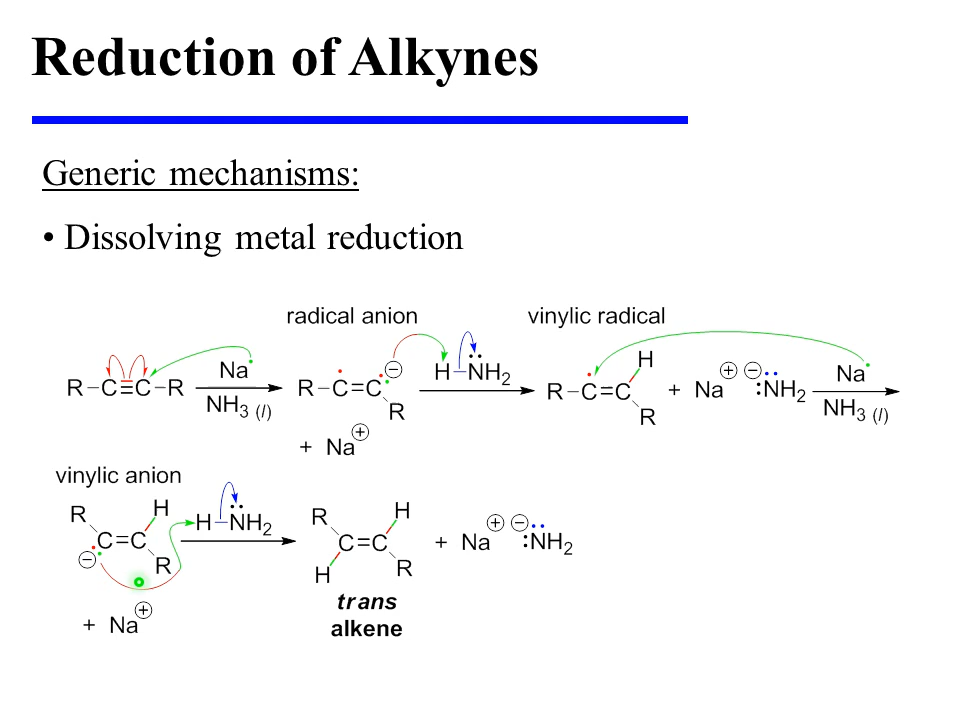 Reduction of Alkynes
Generic mechanisms:
• Dissolving metal reduction
radical anion
vinylic radical
R–C≡C–R
Na•
NH3 (l)
R–C=C
R
+ Na⊕
⊖
H–NH2
R–C=C
H
R
+ Na⊕ ⊖:NH2
Na•
NH3 (l)
vinylic anion
R
H
C=C
R
⊖
+ Na⊕
H–NH2
R
H
C=C
H
R
+ Na⊕ ⊖:NH2
trans
alkene